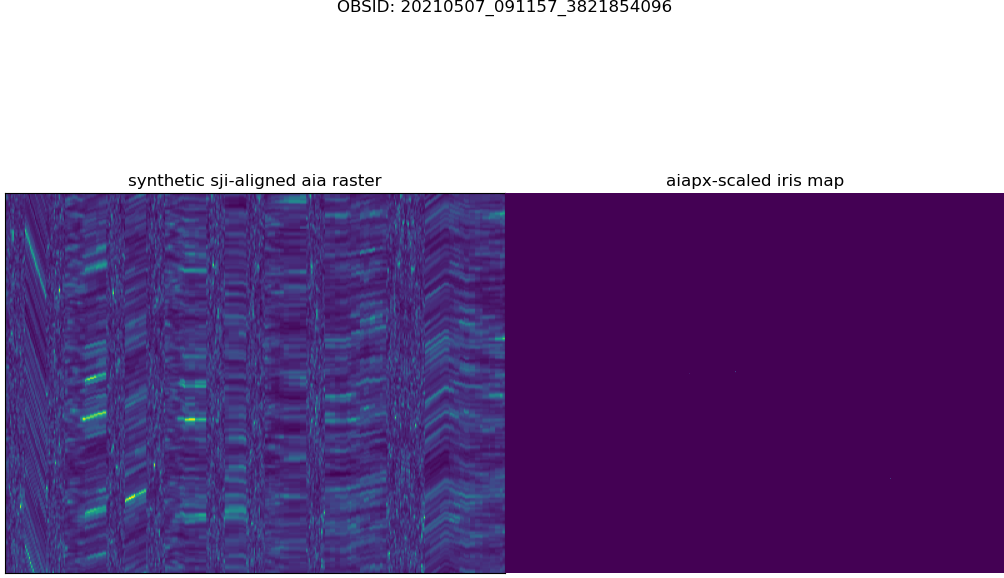 OBSID: 20210507_091157_3821854096
synthetic sji-aligned aia raster
aiapx-scaled iris map